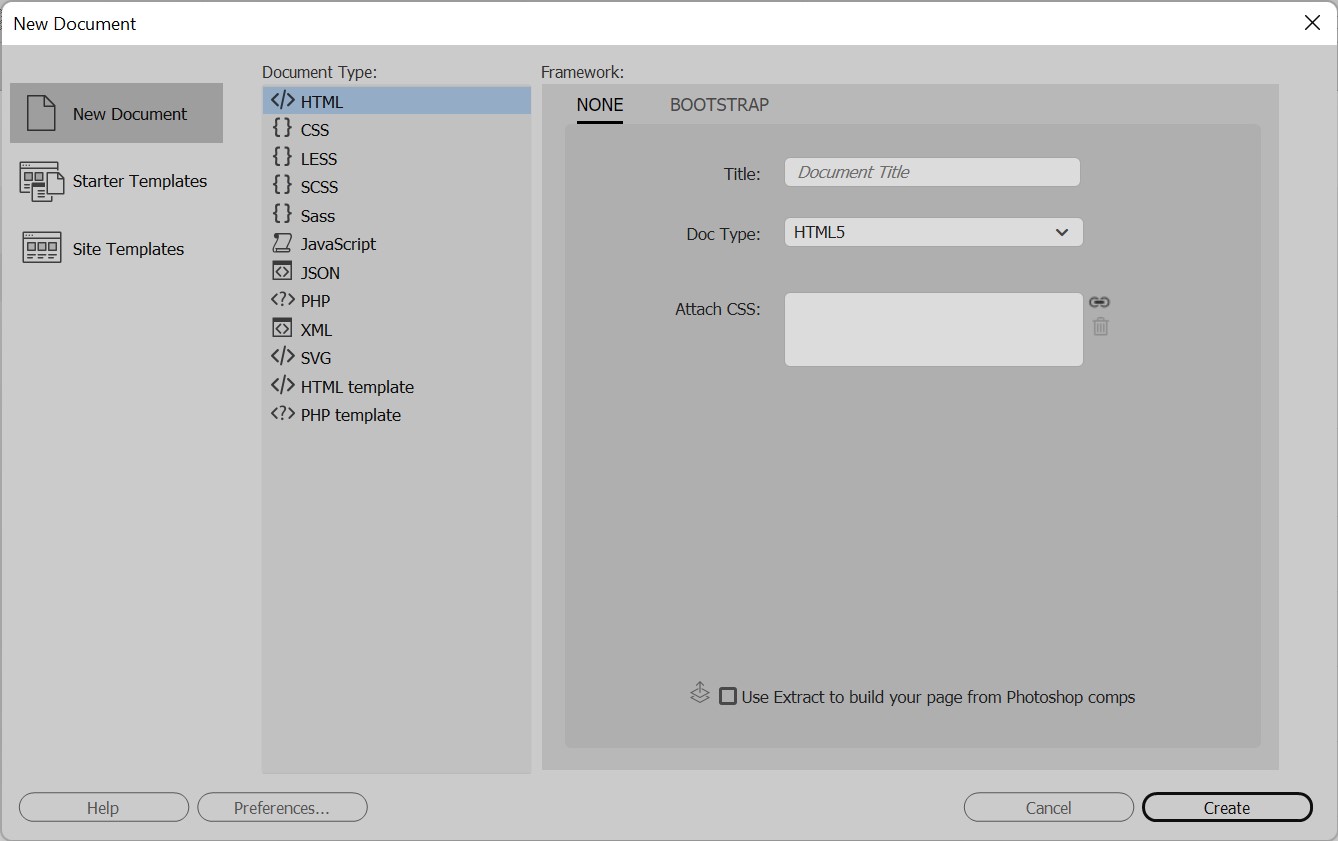 New Document
New Document
Starter Templates
Site Templates
Document Type:
HTML
CSS
LESS
SCSS
Sass
JavaScript
JSON
PHP
XML
SVG
HTML template
PHP template
Framework:
NONE BOOTSTRAP
Title: Document Title
Doc Type: HTML5
Attach CSS:
Use Extract to build your page from Photoshop comps
Help Preferences... Cancel Create